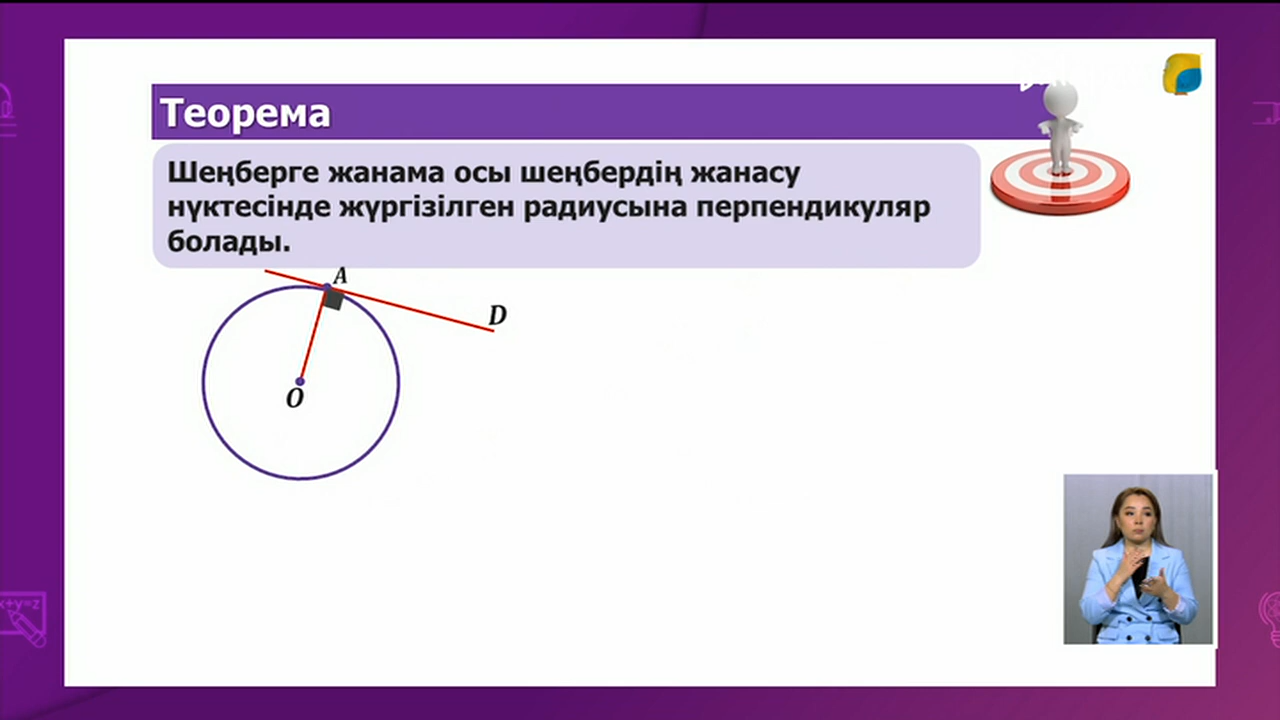 Теорема
Шеңберге жанама осы шеңбердің жанасу
нүктесінде жүргізілген радиусына перпендикуляр
болады.
A
D
O
x+y=z